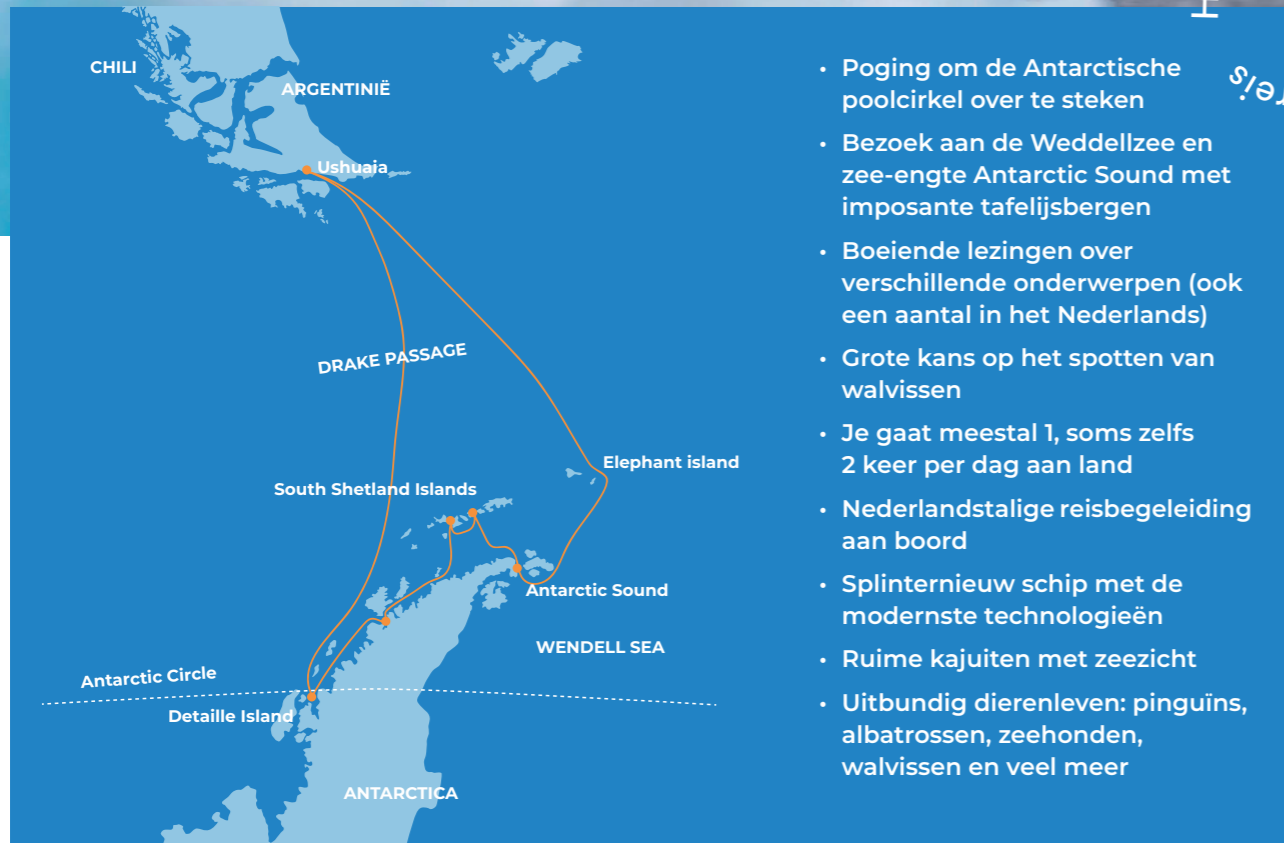 CHILI
ARGENTINIË
Ushuaia
DRAKE PASSAGE
Elephant island
South Shetland Islands
Antarctic Sound
WENDELL SEA
Antarctic Circle
Detaille Island
ANTARCTICA
• Poging om de Antarctische
poolcirkel over te steken
• Bezoek aan de Weddellzee en
zee-engte Antarctic Sound met
imposante tafelijsbergen
• Boeiende lezingen over
verschillende onderwerpen (ook
een aantal in het Nederlands)
• Grote kans op het spotten van
walvissen
• Je gaat meestal 1, soms zelfs
2 keer per dag aan land
• Nederlandstalige reisbegeleiding
aan boord
• Splinternieuw schip met de
modernste technologieën
• Ruime kajuiten met zeezicht
• Uitbundig dierenleven: pinguïns,
albatrossen, zeehonden,
walvissen en veel meer